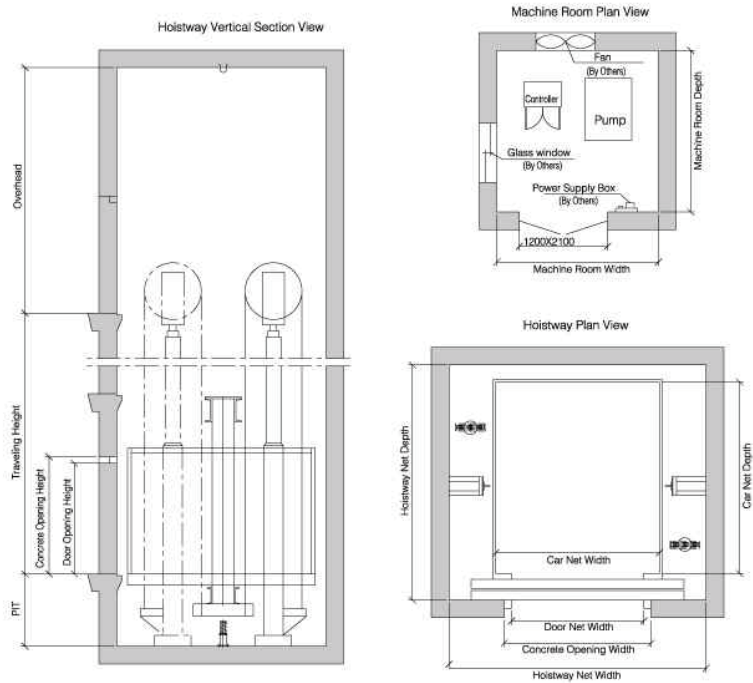 Hoistway Vertical Section View
Overhead
Traveling Height
Concrete Opening Height
Door Opening Height
PIT
Machine Room Plan View
Fan
(By Others)
Controller
Pump
Glass window
(By Others)
Power Supply Box
(By Others)
1200X2100
Machine Room Width
Machine Room Depth
Hoistway Plan View
Hoistway Net Depth
Car Net Depth
Car Net Width
Door Net Width
Concrete Opening Width
Hoistway Net Width